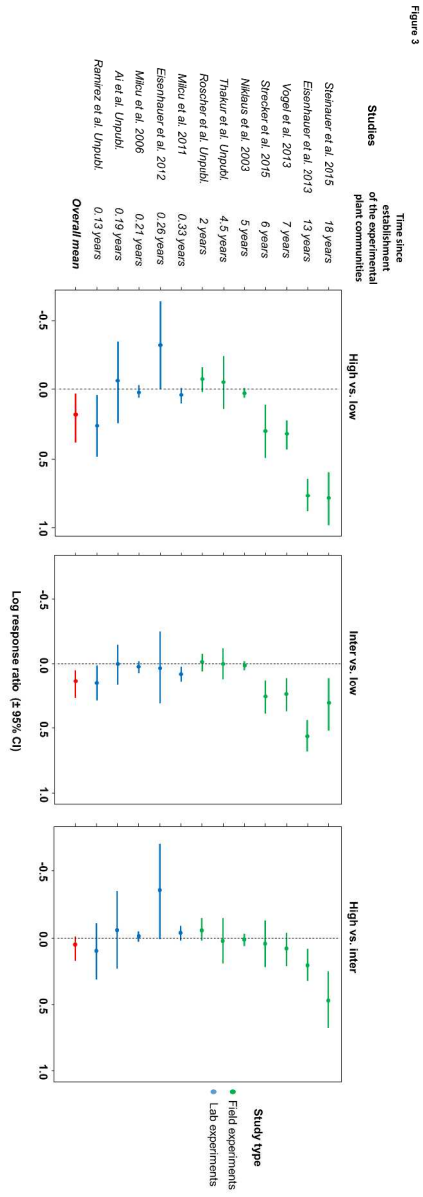 Figure 3
Studies
Time since
establishment
of the experimental
plant communities
High vs. low
Inter vs. low
High vs. inter
Steinauer et al. 2015 18 years
Eisenhauer et al. 2013 13 years
Vogel et al. 2013 7 years
Strecker et al. 2015 6 years
Niklaus et al. 2003 5 years
Thakur et al. Unpubl. 4.5 years
Roscher et al. Unpubl. 2 years
Milcu et al. 2011 0.33 years
Eisenhauer et al. 2012 0.26 years
Milcu et al. 2006 0.21 years
Ai et al. Unpubl. 0.19 years
Ramirez et al. Unpubl. 0.13 years
Overall mean
-0.5 0.0 0.5 1.0
-0.5 0.0 0.5 1.0
-0.5 0.0 0.5 1.0
Log response ratio (± 95% CI)
Study type
Field experiments
Lab experiments